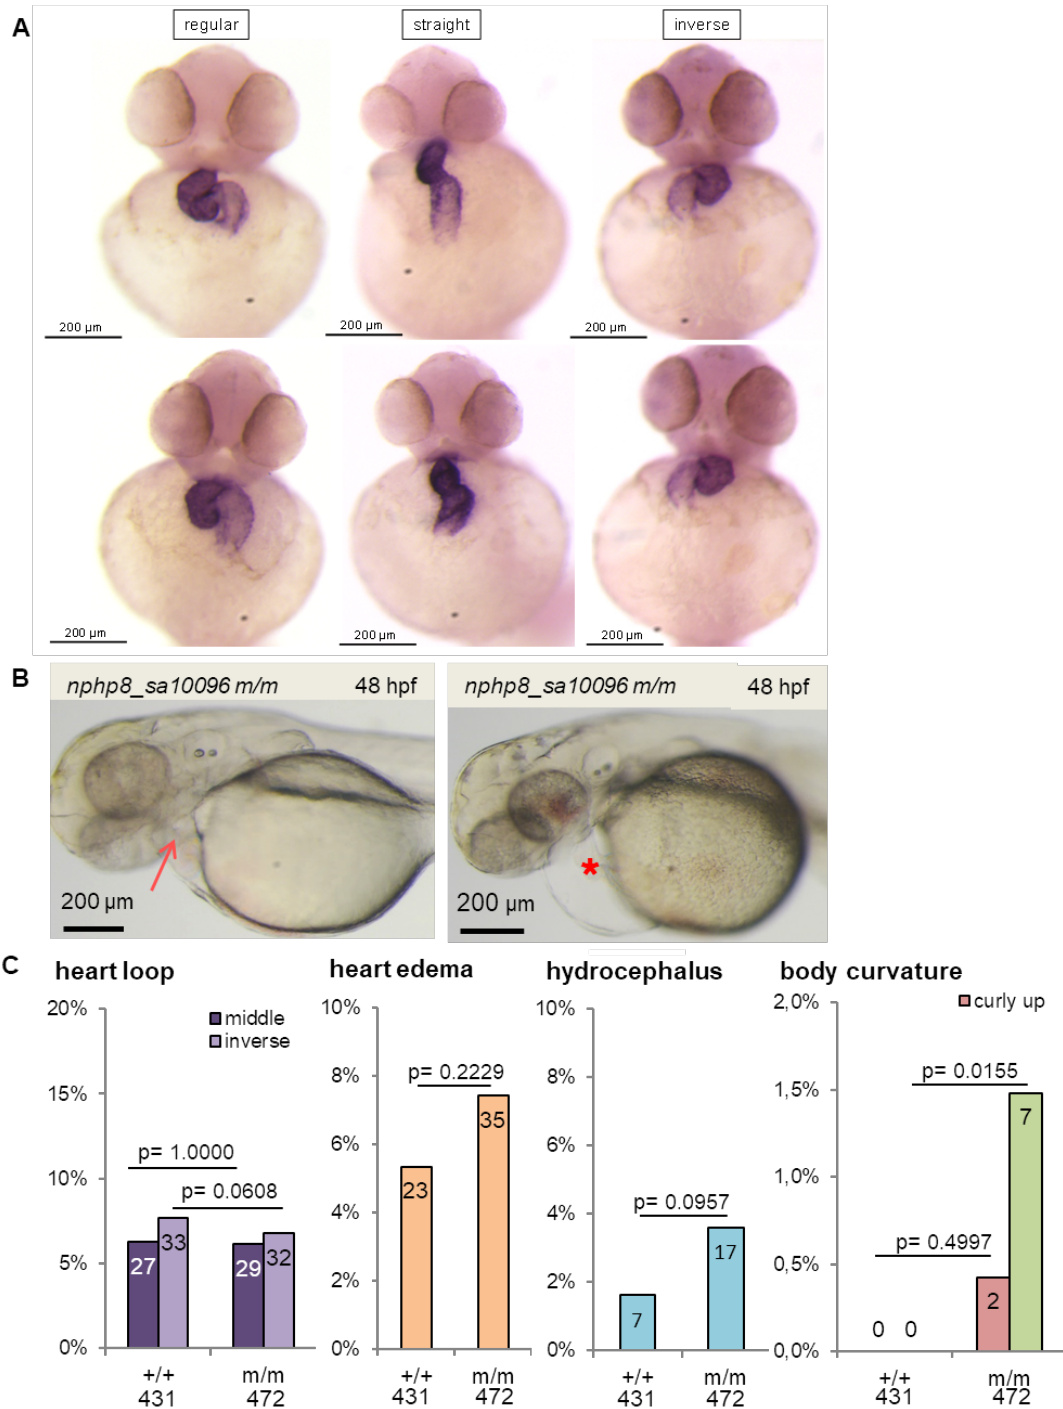 A
regular
straight
inverse
200 µm
200 µm
200 µm
200 µm
200 µm
200 µm
B
nphp8_sa10096 m/m 48 hpf
nphp8_sa10096 m/m 48 hpf
200 µm
200 µm
*
C
heart loop
20%
15%
10%
5%
0%
middle
inverse
p= 1.0000
p= 0.0608
27
33
29
32
+/+
431
m/m
472
heart edema
10%
8%
6%
4%
2%
0%
p= 0.2229
23
35
+/+
431
m/m
472
hydrocephalus
10%
8%
6%
4%
2%
0%
p= 0.0957
7
17
+/+
431
m/m
472
body curvature
2,0%
1,5%
1,0%
0,5%
0,0%
curly up
p= 0.0155
p= 0.4997
0
0
2
7
+/+
431
m/m
472